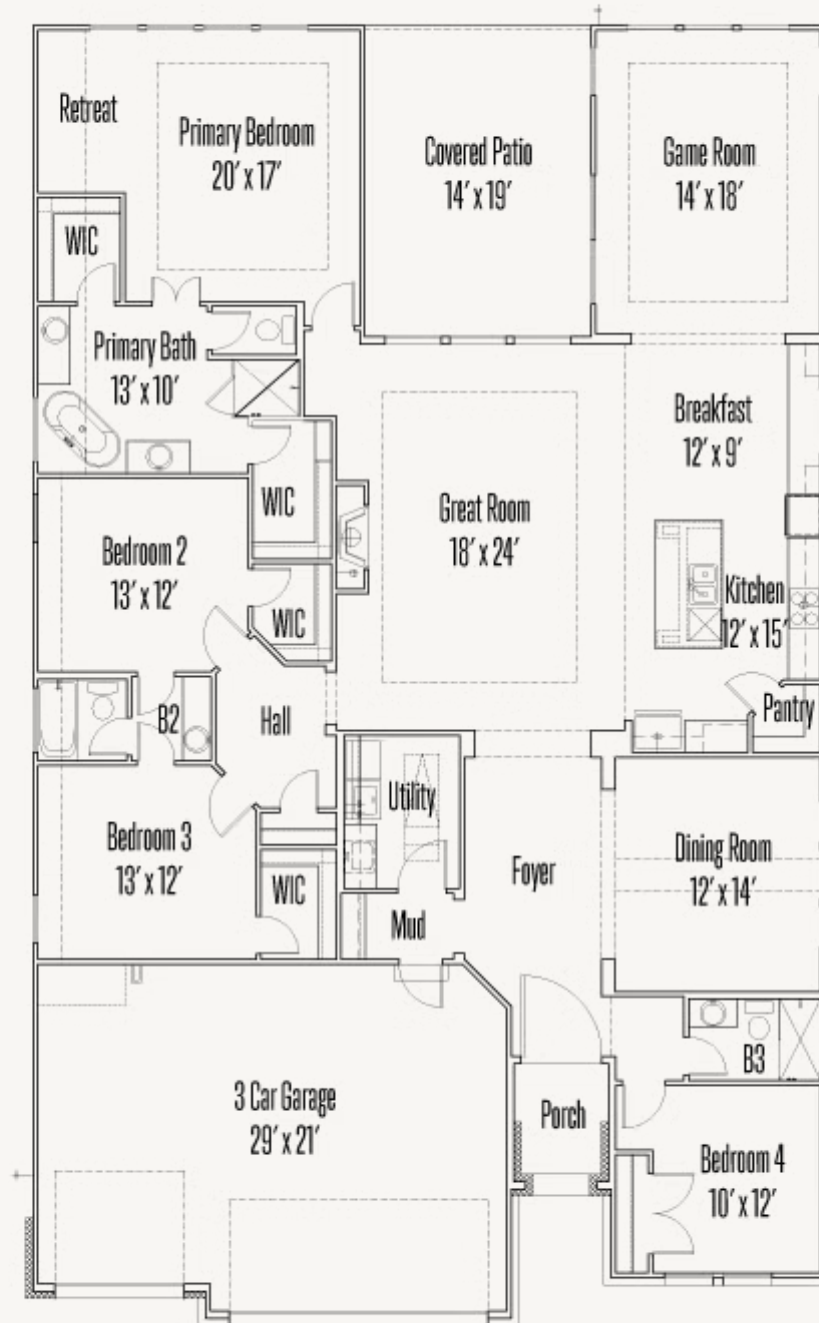 Retreat
Primary Bedroom
20' x 17'
Covered Patio
14' x 19'
Game Room
14' x 18'
WIC
Primary Bath
13' x 10'
Breakfast
12' x 9'
WIC
Great Room
18' x 24'
Bedroom 2
13' x 12'
Kitchen
12' x 15'
WIC
B2
Hall
Pantry
Utility
Bedroom 3
13' x 12'
Foyer
Dining Room
12' x 14'
WIC
Mud
B3
3 Car Garage
29' x 21'
Porch
Bedroom 4
10' x 12'